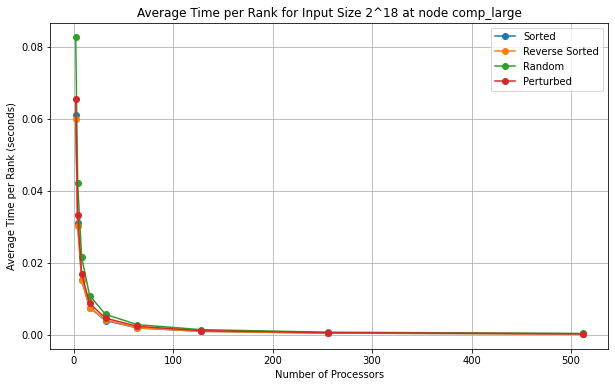 Average Time per Rank for Input Size 2^18 at node comp_large
Sorted
Reverse Sorted
Random
Perturbed
Average Time per Rank (seconds)
0.08
0.06
0.04
0.02
0.00
0 100 200 300 400 500
Number of Processors